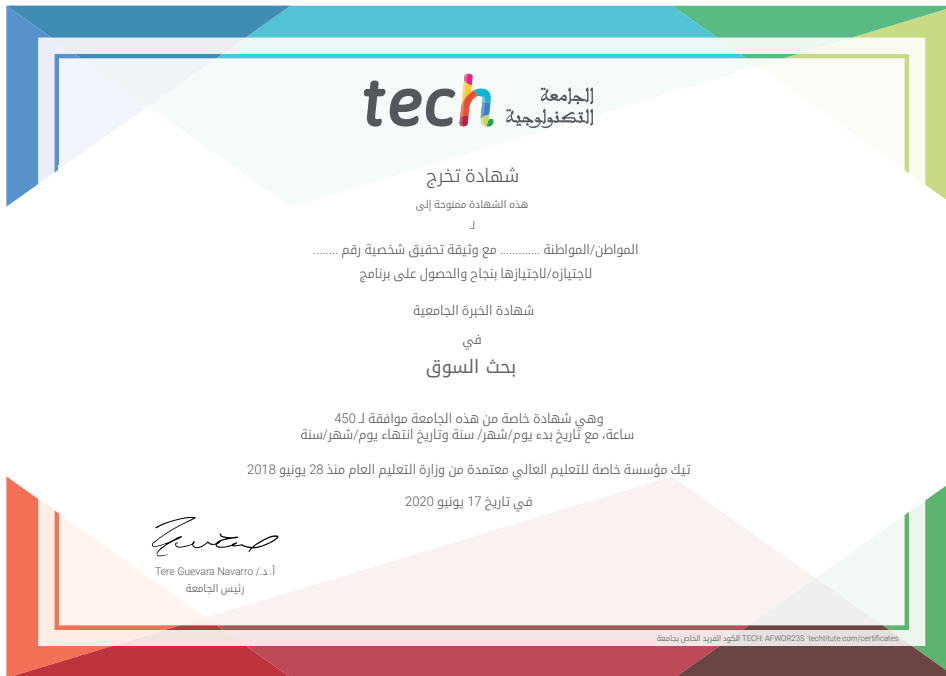 tech الجامعة
التكنولوجية
شهادة تخرج
هذه الشهادة ممنوحة إلى
لـ
المواطن/المواطنة ............ مع وثيقة تحقيق شخصية رقم ........
لاجتيازه/لاجتيازها بنجاح والحصول على برنامج
شهادة الخبرة الجامعية
في
بحث السوق
وهي شهادة خاصة من هذه الجامعة موافقة لـ 450
ساعة، مع تاريخ بدء يوم/شهر/ سنة وتاريخ انتهاء يوم/شهر/سنة
تيك مؤسسة خاصة للتعليم العالي معتمدة من وزارة التعليم العام منذ 28 يونيو 2018
في تاريخ 17 يونيو 2020
أ. د./ Tere Guevara Navarro
رئيس الجامعة
الكود الفريد الخاص بجامعة TECH: AFWOR23S techtitute.com/certificates